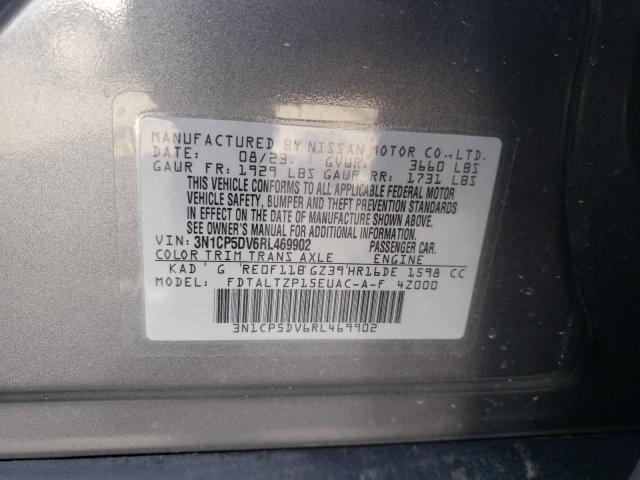 MANUFACTURED BY NISSAN MOTOR CO.,LTD.
DATE: 08/23. GVWR: 3660 LBS
GAWR FR: 1929 LBS GAWR RR: 1731 LBS
THIS VEHICLE CONFORMS TO ALL APPLICABLE FEDERAL MOTOR
VEHICLE SAFETY, BUMPER AND THEFT PREVENTION STANDARDS
IN EFFECT ON THE DATE OF MANUFACTURE SHOWN ABOVE.
SEE OWNER'S MANUAL OR GVWR SUPPLEMENT.
VIN: 3N1CP5DV6RL469902 PASSENGER CAR.
COLOR TRIM TRANS AXLE ENGINE
KAD G RE0F11B GZ39 HR16DE 1598 CC
MODEL: FDTALTZP15EUAC-A-F 4Z000
3N1CP5DV6RL469902